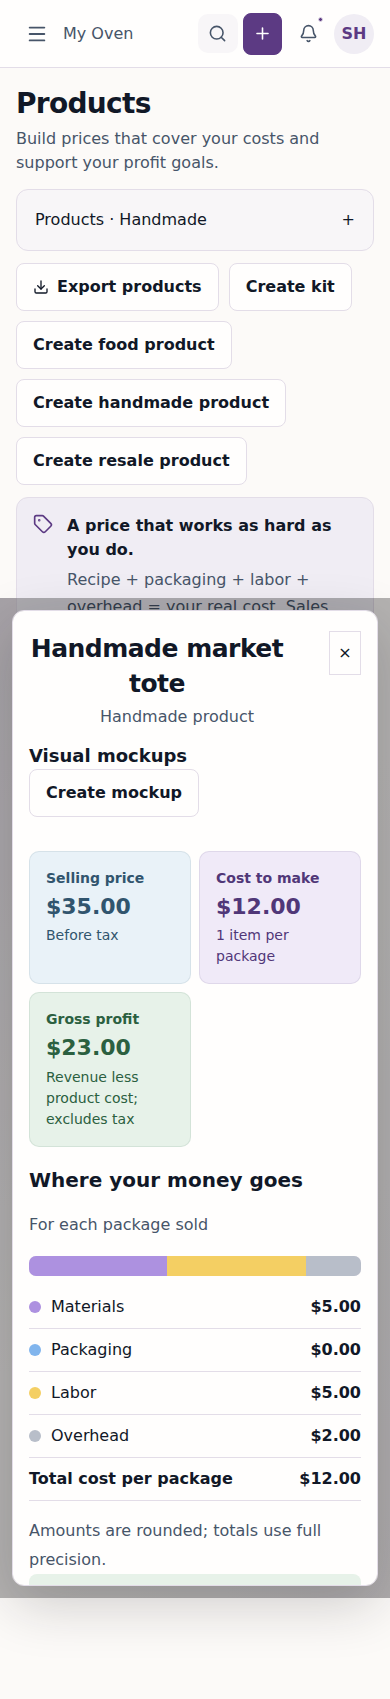 My Oven
SH
Products
Build prices that cover your costs and
support your profit goals.
Products · Handmade +
Export products
Create kit
Create food product
Create handmade product
Create resale product
A price that works as hard as
you do.
Recipe + packaging + labor +
overhead = your real cost. Sales
Handmade market
tote
×
Handmade product
Visual mockups
Create mockup
Selling price
$35.00
Before tax
Cost to make
$12.00
1 item per
package
Gross profit
$23.00
Revenue less
product cost;
excludes tax
Where your money goes
For each package sold
Materials $5.00
Packaging $0.00
Labor $5.00
Overhead $2.00
Total cost per package $12.00
Amounts are rounded; totals use full
precision.